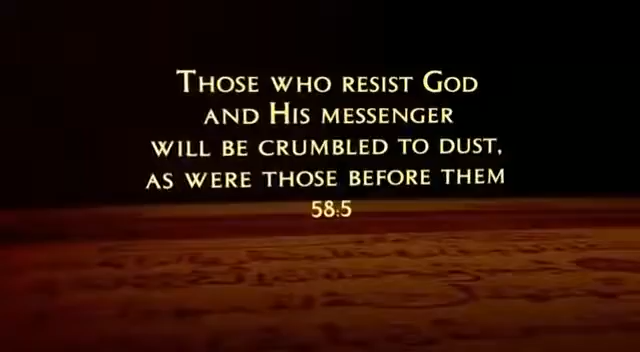 THOSE WHO RESIST GOD
AND HIS MESSENGER
WILL BE CRUMBLED TO DUST,
AS WERE THOSE BEFORE THEM
58:5